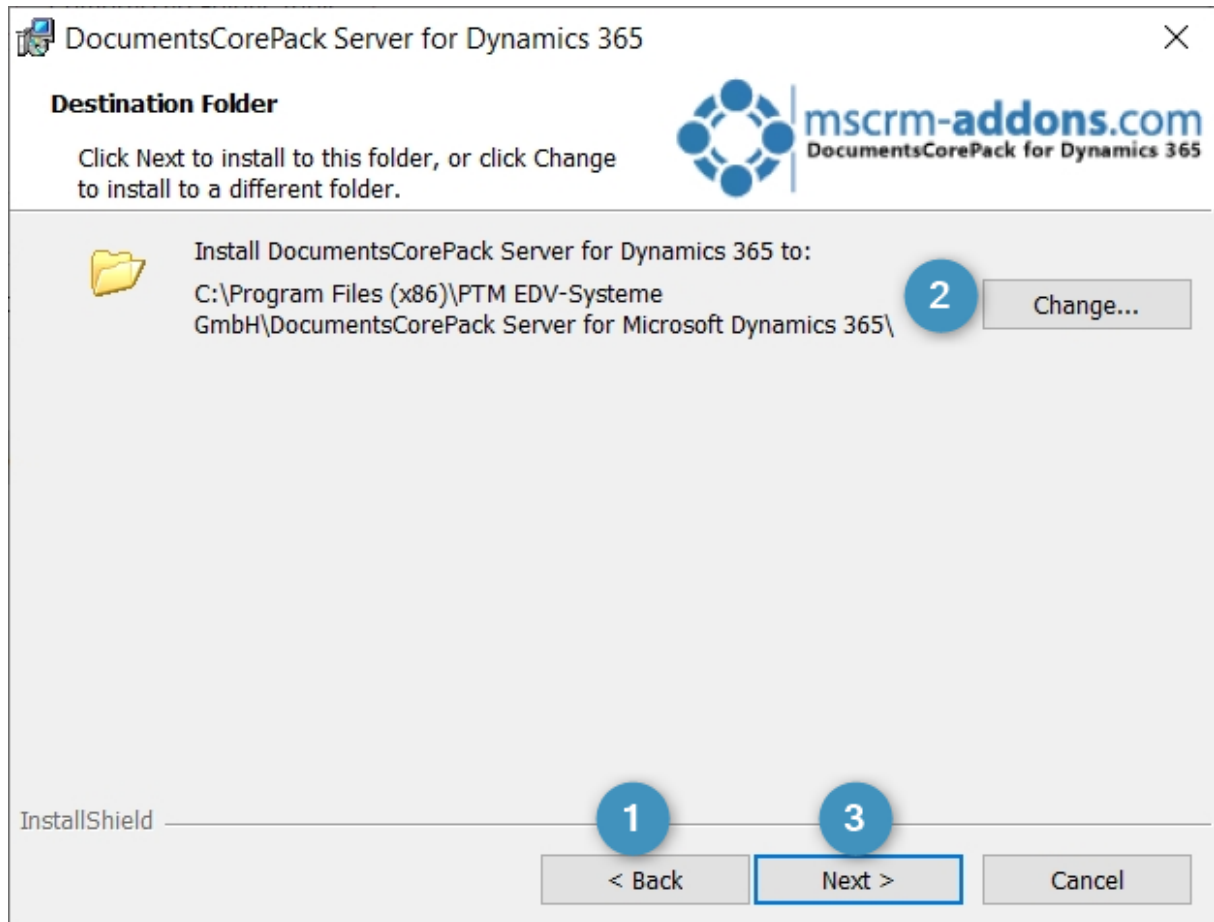 DocumentsCorePack Server for Dynamics 365
Destination Folder
mscrm-addons.com
DocumentsCorePack for Dynamics 365
Click Next to install to this folder, or click Change
to install to a different folder.
Install DocumentsCorePack Server for Dynamics 365 to:
C:\Program Files (x86)\PTM EDV-Systeme
GmbH\DocumentsCorePack Server for Microsoft Dynamics 365\
2
Change...
InstallShield
1
3
< Back
Next >
Cancel